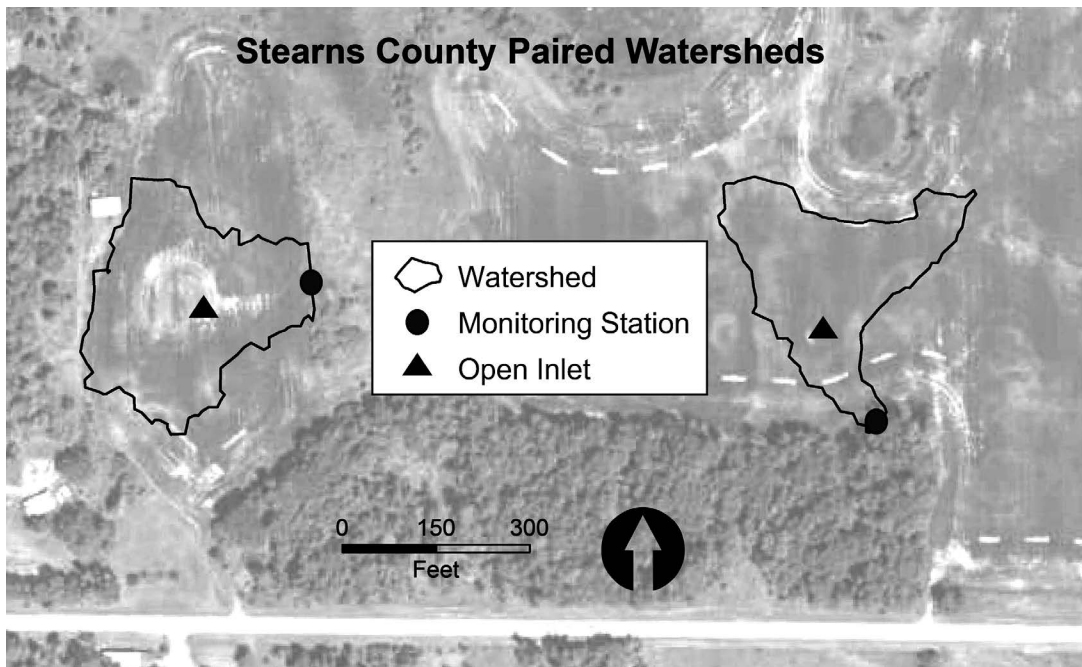 Stearns County Paired Watersheds
Watershed
Monitoring Station
Open Inlet
0 150 300
Feet